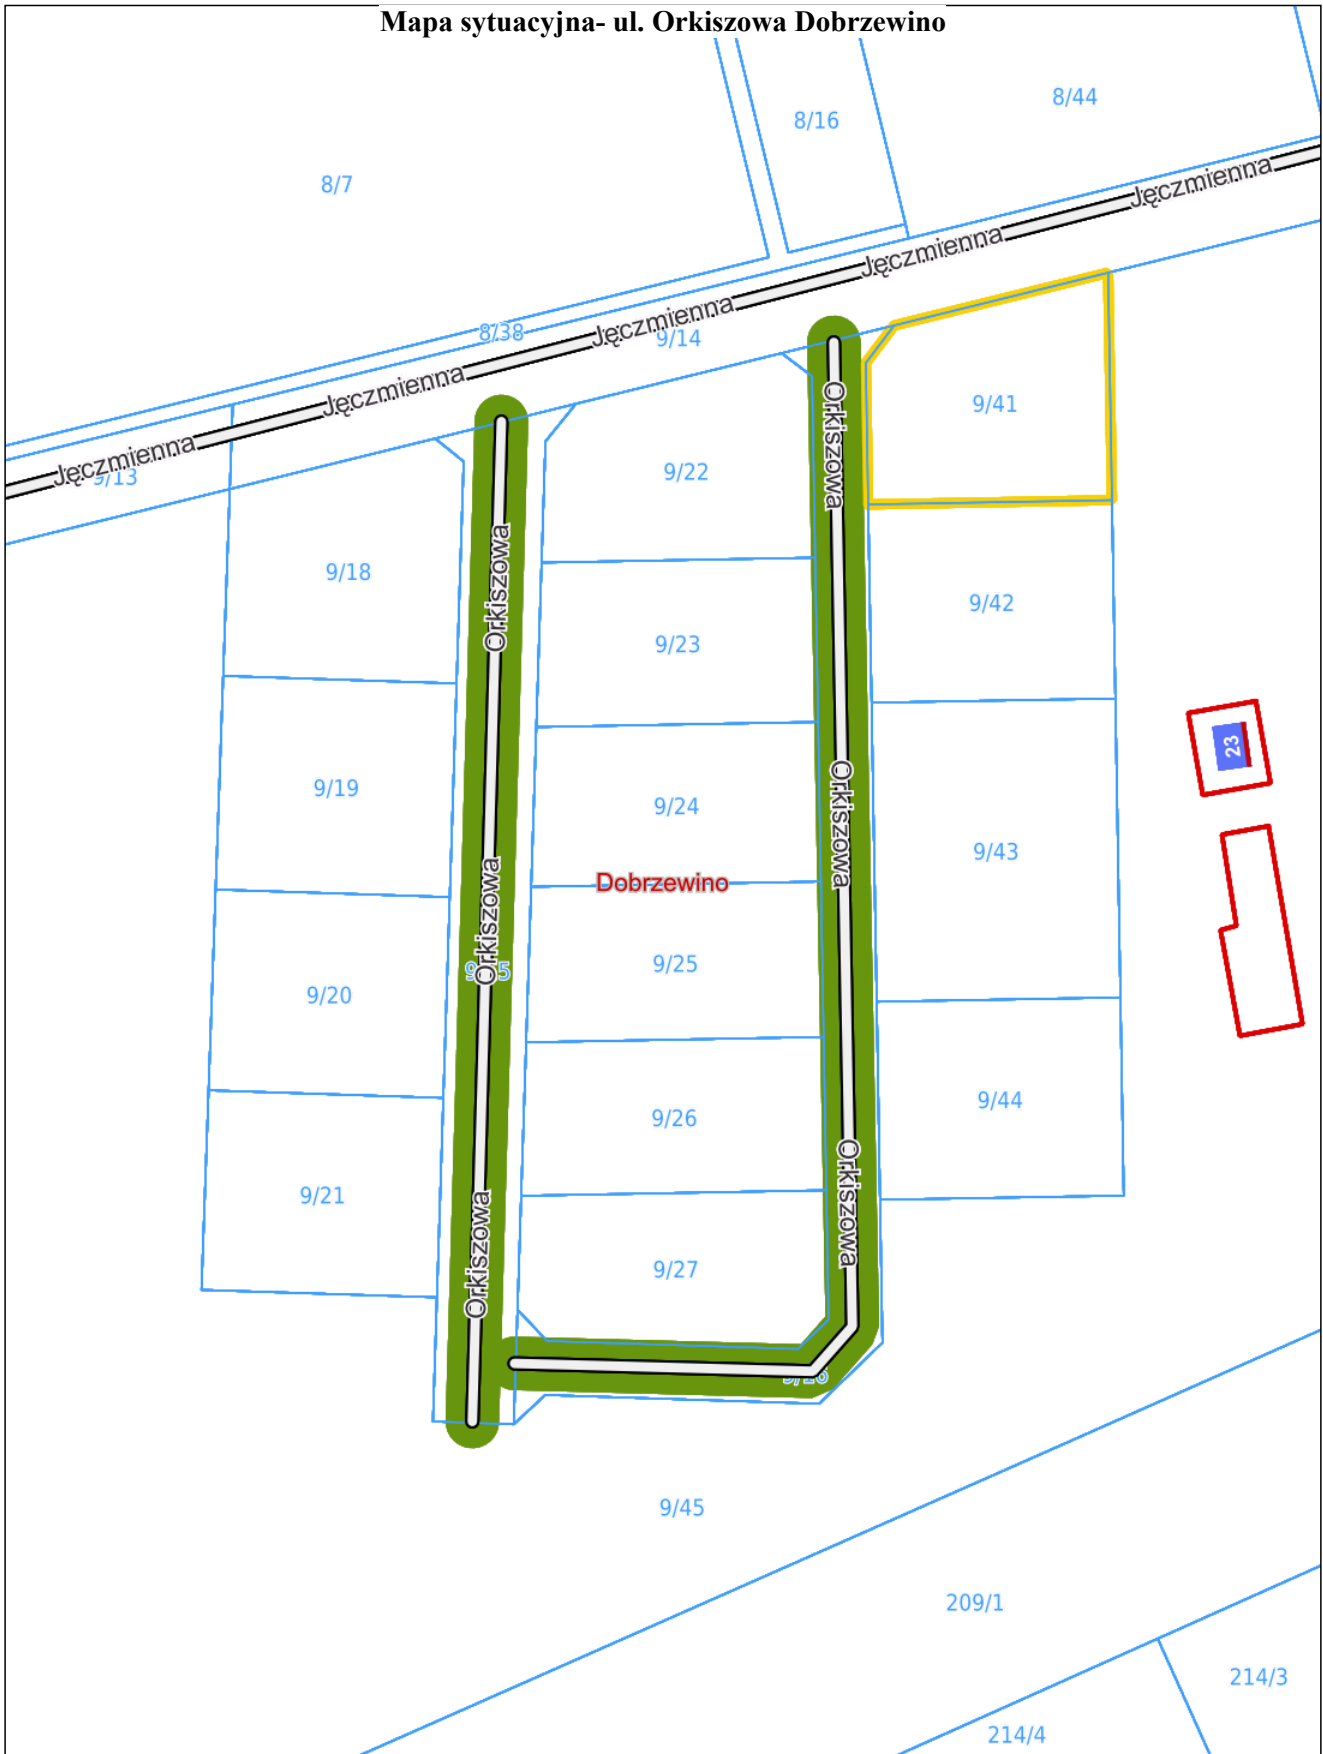 Mapa sytuacyjna- ul. Orkiszowa Dobrzewino
8/44
8/16
8/7
Jęczmienna
Jęczmienna
8/38
Jęczmienna
9/14
Jęczmienna
Jęczmienna
9/13
Orkiszowa
9/41
9/22
Orkiszowa
9/18
9/42
9/23
23
9/19
9/24
Orkiszowa
9/43
Dobrzewino
Orkiszowa
9/25
9/20
9/44
9/26
Orkiszowa
9/21
Orkiszowa
9/27
9/16
9/45
209/1
214/3
214/4